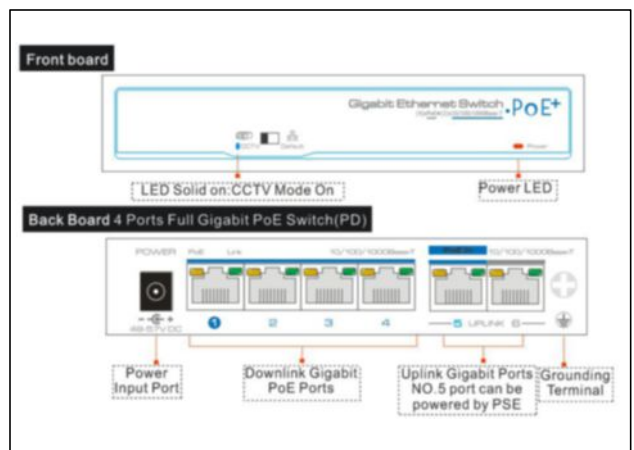 Front board
Gigabit Ethernet Switch PoE+
CCTV Default
Power
LED Solid on:CCTV Mode On
Power LED
Back Board 4 Ports Full Gigabit PoE Switch(PD)
POWER PoE Link 10/100/1000Base-T 10/100/1000Base-T
1 2 3 4 5 UPLINK 6
48-57V DC
Power
Input Port
Downlink Gigabit
PoE Ports
Uplink Gigabit Ports
NO.5 port can be
powered by PSE
Grounding
Terminal